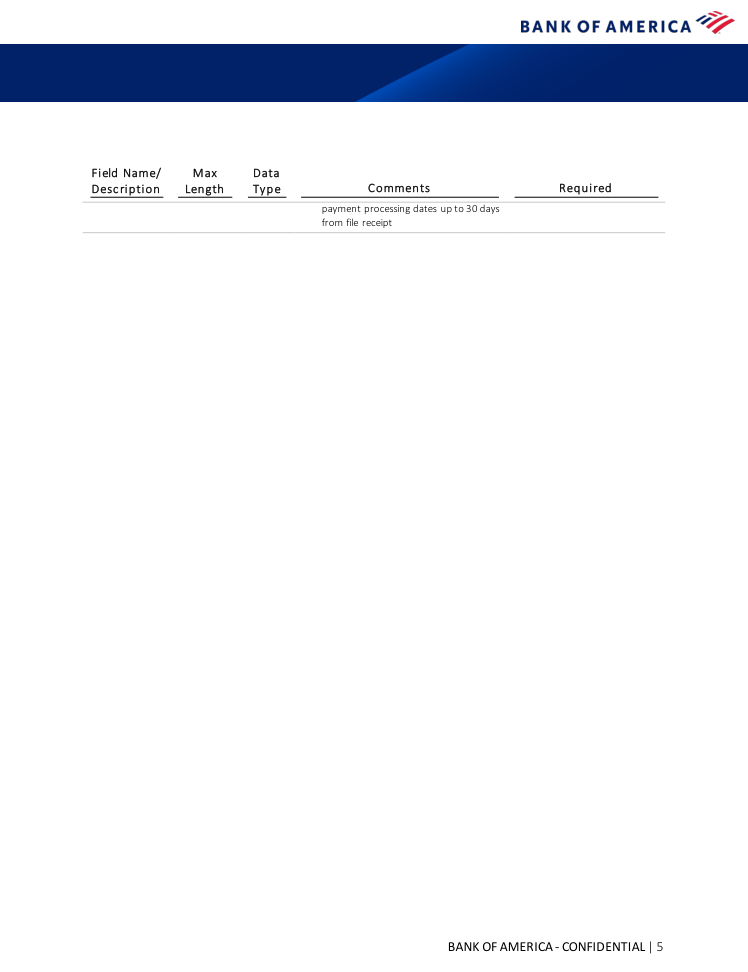 BANK OF AMERICA
Field Name/ Max Data
Description Length Type Comments Required
payment processing dates up to 30 days
from file receipt
BANK OF AMERICA - CONFIDENTIAL | 5